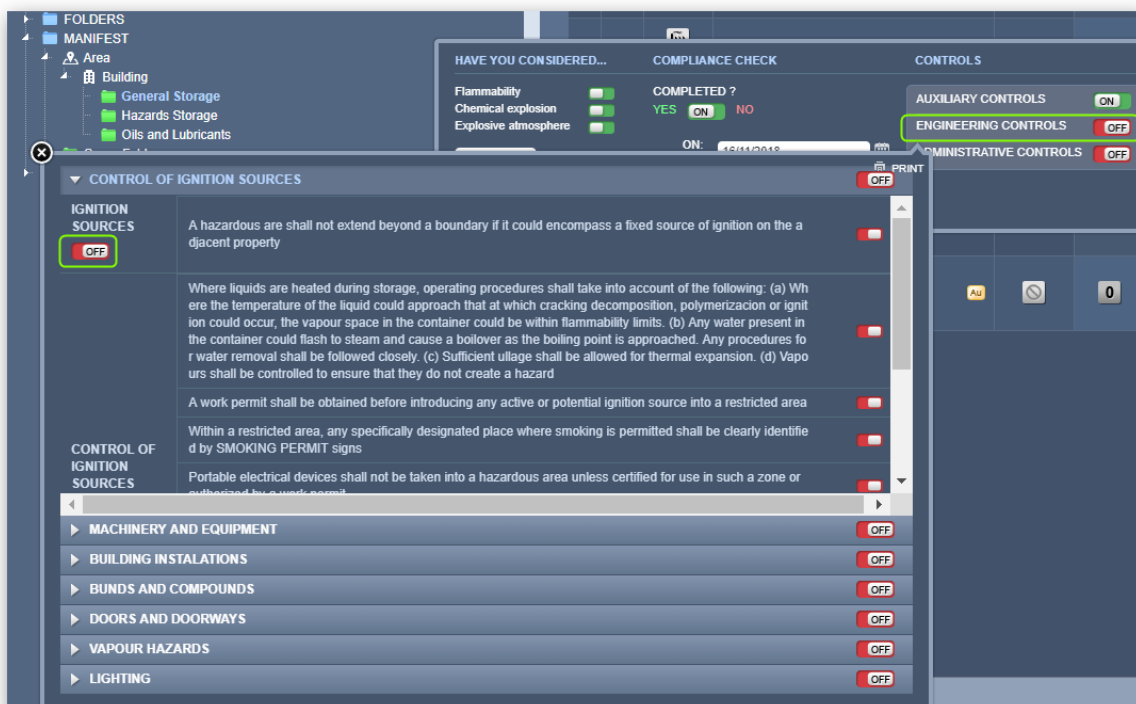 FOLDERS
MANIFEST
Area
Building
General Storage
Hazards Storage
Oils and Lubricants
HAVE YOU CONSIDERED...
Flammability
Chemical explosion
Explosive atmosphere
COMPLIANCE CHECK
COMPLETED ?
YES ON NO
ON: 16/11/2018
CONTROLS
AUXILIARY CONTROLS ON
ENGINEERING CONTROLS OFF
ADMINISTRATIVE CONTROLS OFF
PRINT
CONTROL OF IGNITION SOURCES OFF
IGNITION
SOURCES
OFF
A hazardous are shall not extend beyond a boundary if it could encompass a fixed source of ignition on the a
djacent property
Where liquids are heated during storage, operating procedures shall take into account of the following: (a) Wh
ere the temperature of the liquid could approach that at which cracking decomposition, polymerizacion or ignit
ion could occur, the vapour space in the container could be within flammability limits. (b) Any water present in
the container could flash to steam and cause a boilover as the boiling point is approached. Any procedures fo
r water removal shall be followed closely. (c) Sufficient ullage shall be allowed for thermal expansion. (d) Vapo
urs shall be controlled to ensure that they do not create a hazard
A work permit shall be obtained before introducing any active or potential ignition source into a restricted area
CONTROL OF
IGNITION
SOURCES
Within a restricted area, any specifically designated place where smoking is permitted shall be clearly identifie
d by SMOKING PERMIT signs
Portable electrical devices shall not be taken into a hazardous area unless certified for use in such a zone or
authorized by a work permit
MACHINERY AND EQUIPMENT OFF
BUILDING INSTALATIONS OFF
BUNDS AND COMPOUNDS OFF
DOORS AND DOORWAYS OFF
VAPOUR HAZARDS OFF
LIGHTING OFF
Au
0